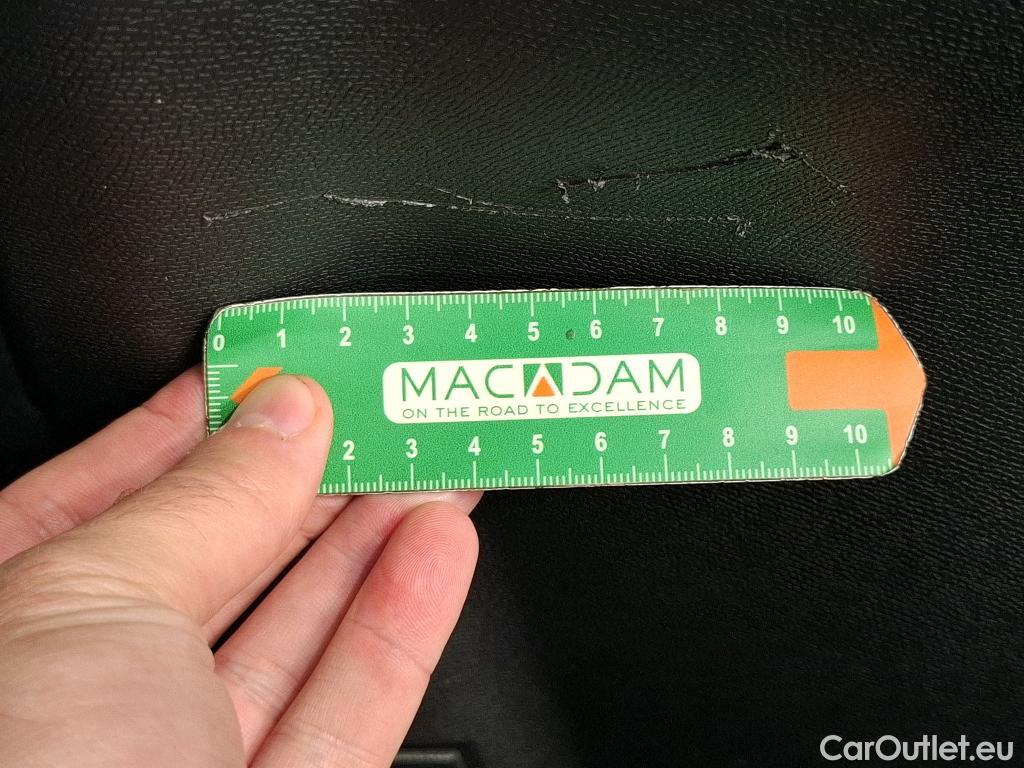 0 1 2 3 4 5 6 7 8 9 10
MACADAM
ON THE ROAD TO EXCELLENCE
2 3 4 5 6 7 8 9 10
CarOutlet.eu